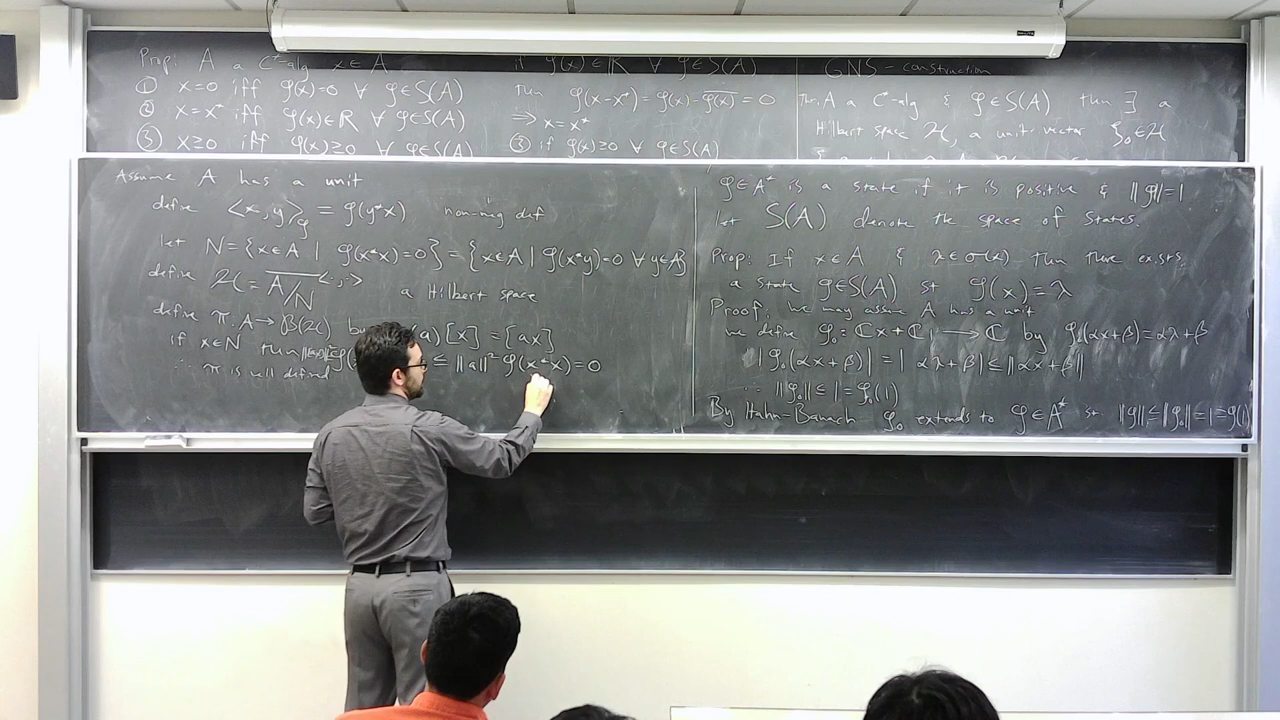 Prop: A a C*-alg x∈A
① x=0 iff φ(x)=0 ∀ φ∈S(A)
② x=x* iff φ(x)∈ℝ ∀ φ∈S(A)
③ x≥0 iff φ(x)≥0 ∀ φ∈S(A)
if φ(x)∈ℝ ∀ φ∈S(A)
then φ(x-x*)=φ(x)-\overline{φ(x)}=0
⇒ x=x*
③ if φ(x)≥0 ∀ φ∈S(A)
GNS-construction
Thm: A a C*-alg & φ∈S(A) then ∃ a
Hilbert space ℋ, a unit vector ξ₀∈ℋ
Assume A has a unit
define <x,y>_φ = φ(y*x) non-neg def
let N={x∈A | φ(x*x)=0}={x∈A | φ(x*y)=0 ∀ y∈A}
define ℋ=\overline{A/N}^{<·,·>} a Hilbert space
define π:A→B(ℋ) by (a)[x]=[ax]
if x∈N then ≤ ||a||² φ(x*x)=0
∴ π is well defined
φ∈A* is a state if it is positive & ||φ||=1
let S(A) denote the space of States.
Prop: If x∈A & λ∈σ(x) then there exists
a state φ∈S(A) st φ(x)=λ
Proof: we may assume A has a unit
we define φ₀:ℂx+ℂ1→ℂ by φ₀(αx+β)=αλ+β
|φ₀(αx+β)|=|αλ+β|≤||αx+β||
∴ ||φ₀||≤1=φ₀(1)
By Hahn-Banach φ₀ extends to φ∈A* st. ||φ||≤||φ₀||=1=φ(1)